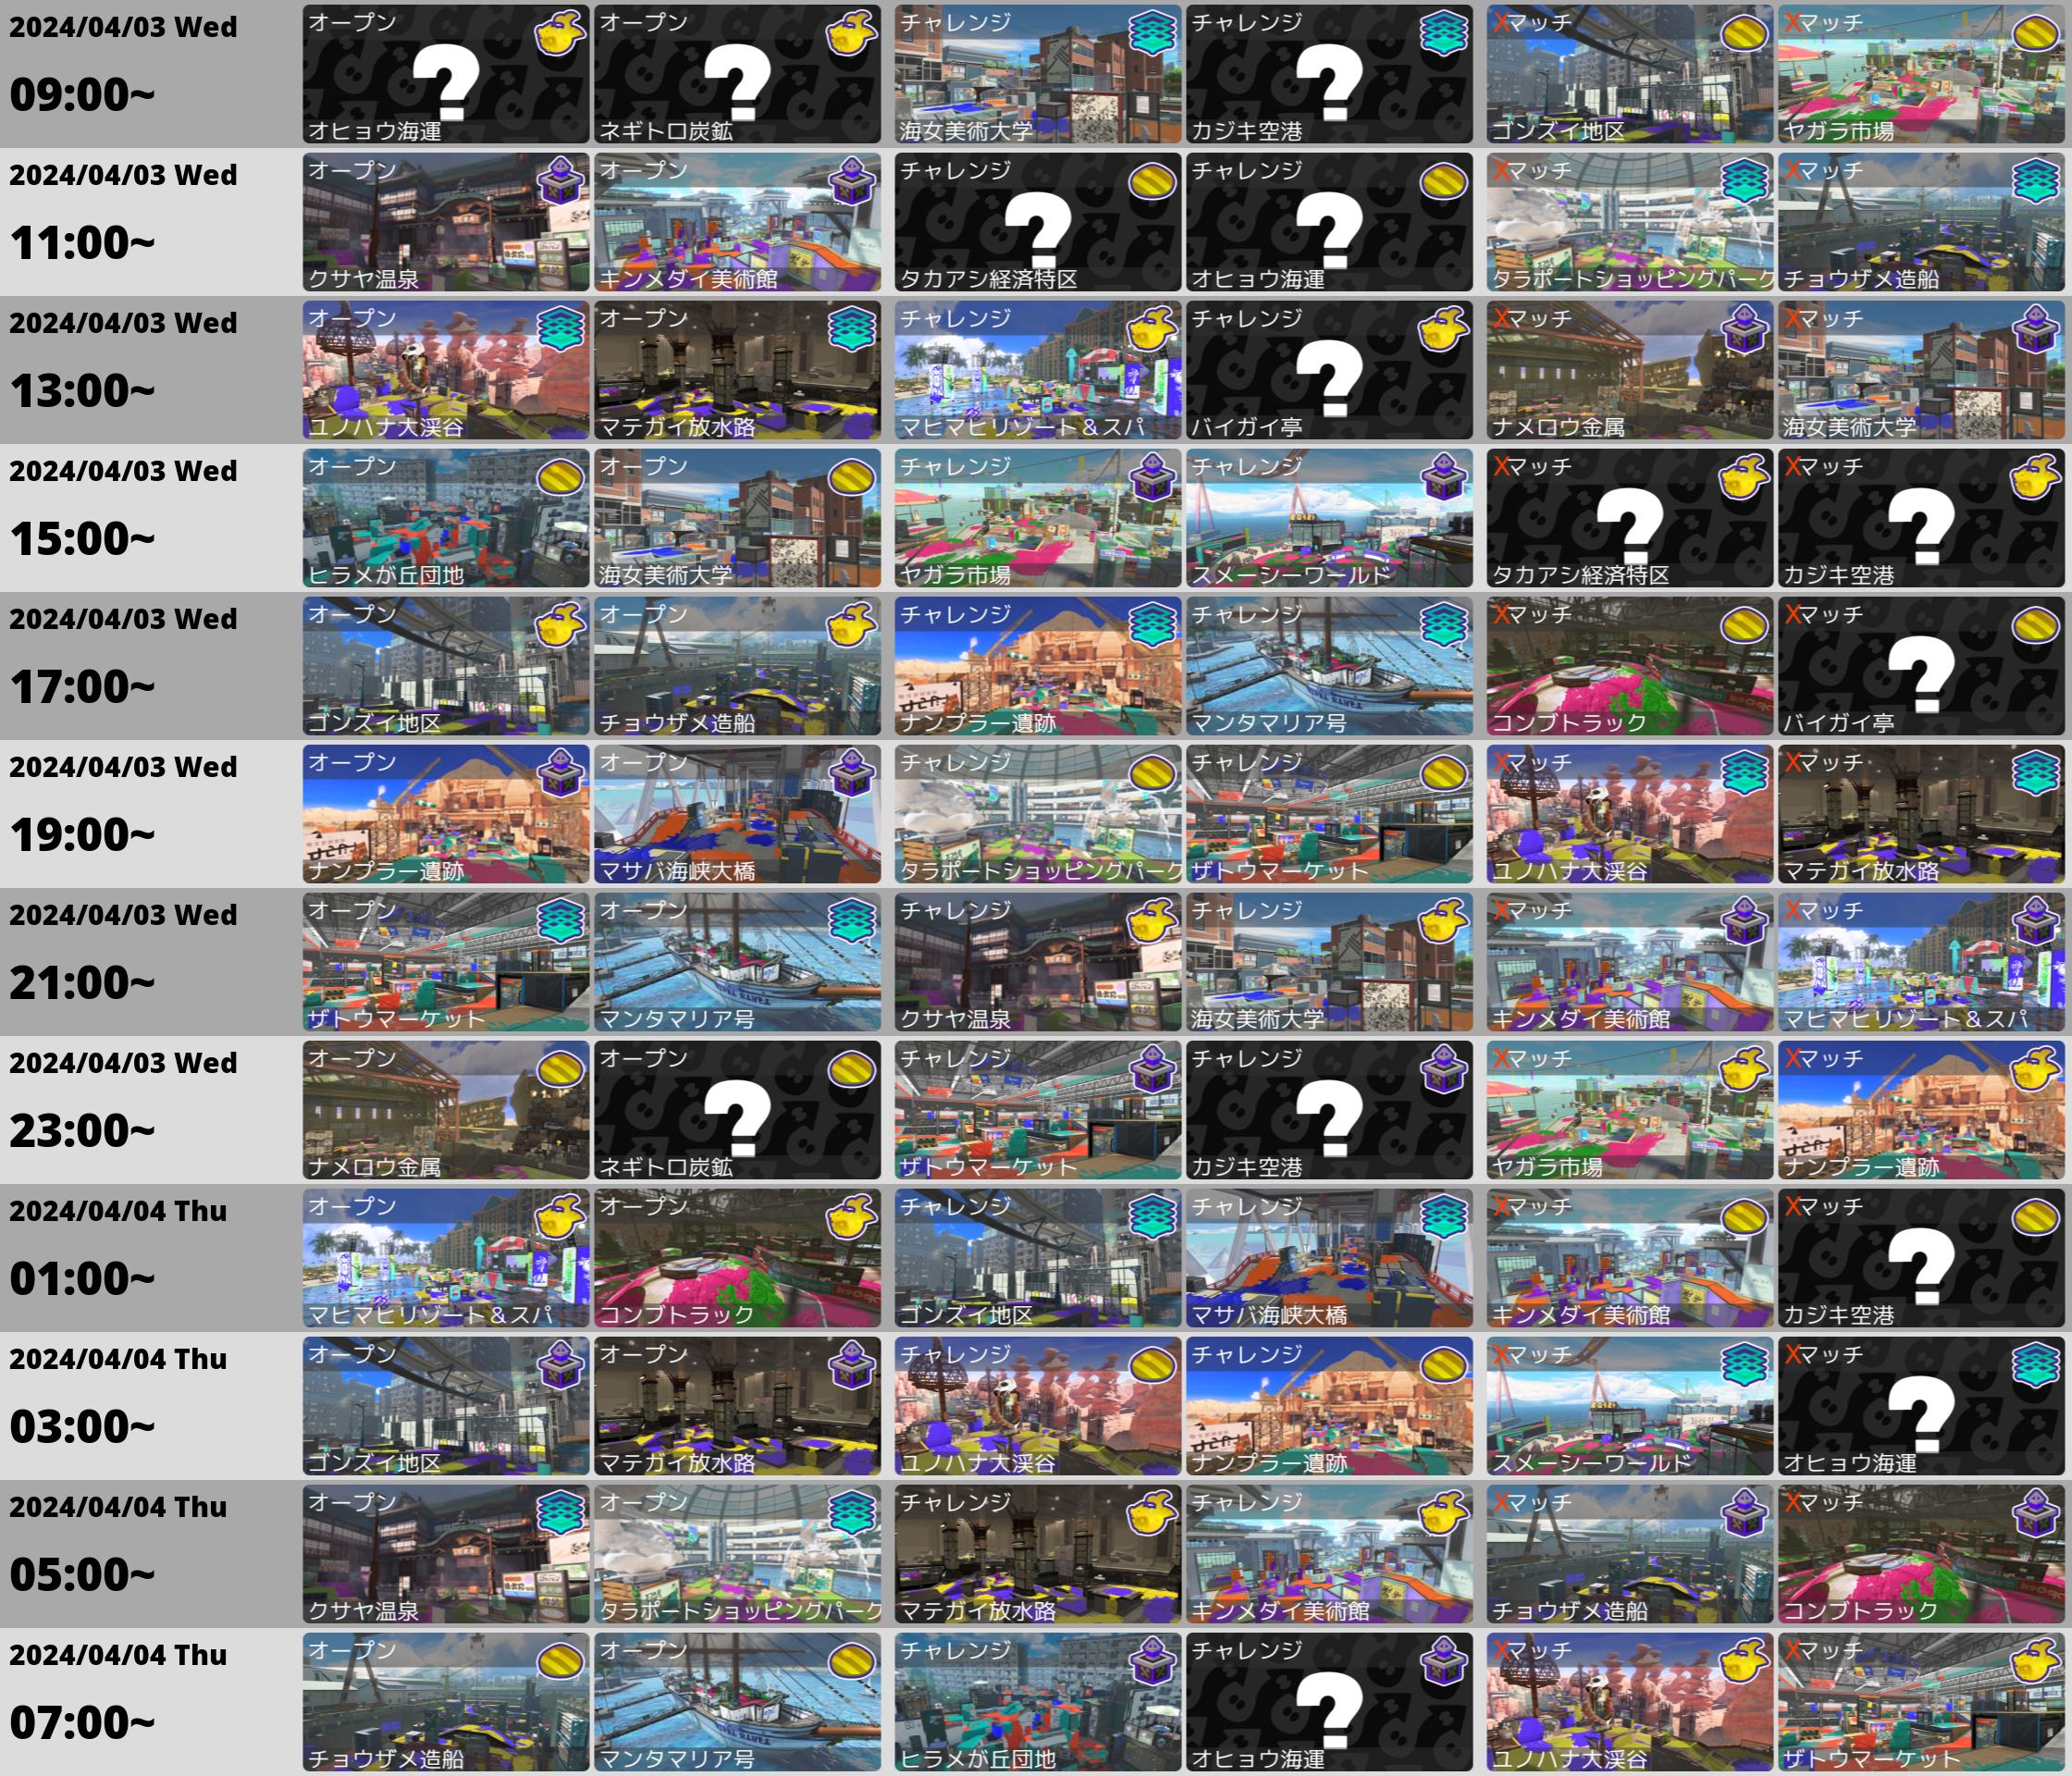 2024/04/03 Wed
09:00~
オープン オープン チャレンジ チャレンジ Xマッチ Xマッチ
オヒョウ海運 ネギトロ炭鉱 海女美術大学 カジキ空港 ゴンズイ地区 ヤガラ市場
2024/04/03 Wed
11:00~
オープン オープン チャレンジ チャレンジ Xマッチ Xマッチ
クサヤ温泉 キンメダイ美術館 タカアシ経済特区 オヒョウ海運 タラポートショッピングパーク チョウザメ造船
2024/04/03 Wed
13:00~
オープン オープン チャレンジ チャレンジ Xマッチ Xマッチ
ユノハナ大渓谷 マテガイ放水路 マヒマヒリゾート&スパ バイガイ亭 ナメロウ金属 海女美術大学
2024/04/03 Wed
15:00~
オープン オープン チャレンジ チャレンジ Xマッチ Xマッチ
ヒラメが丘団地 海女美術大学 ヤガラ市場 スメーシーワールド タカアシ経済特区 カジキ空港
2024/04/03 Wed
17:00~
オープン オープン チャレンジ チャレンジ Xマッチ Xマッチ
ゴンズイ地区 チョウザメ造船 ナンプラー遺跡 マンタマリア号 コンブトラック バイガイ亭
2024/04/03 Wed
19:00~
オープン オープン チャレンジ チャレンジ Xマッチ Xマッチ
ナンプラー遺跡 マサバ海峡大橋 タラポートショッピングパーク ザトウマーケット ユノハナ大渓谷 マテガイ放水路
2024/04/03 Wed
21:00~
オープン オープン チャレンジ チャレンジ Xマッチ Xマッチ
ザトウマーケット マンタマリア号 クサヤ温泉 海女美術大学 キンメダイ美術館 マヒマヒリゾート&スパ
2024/04/03 Wed
23:00~
オープン オープン チャレンジ チャレンジ Xマッチ Xマッチ
ナメロウ金属 ネギトロ炭鉱 ザトウマーケット カジキ空港 ヤガラ市場 ナンプラー遺跡
2024/04/04 Thu
01:00~
オープン オープン チャレンジ チャレンジ Xマッチ Xマッチ
マヒマヒリゾート&スパ コンブトラック ゴンズイ地区 マサバ海峡大橋 キンメダイ美術館 カジキ空港
2024/04/04 Thu
03:00~
オープン オープン チャレンジ チャレンジ Xマッチ Xマッチ
ゴンズイ地区 マテガイ放水路 ユノハナ大渓谷 ナンプラー遺跡 スメーシーワールド オヒョウ海運
2024/04/04 Thu
05:00~
オープン オープン チャレンジ チャレンジ Xマッチ Xマッチ
クサヤ温泉 タラポートショッピングパーク マテガイ放水路 キンメダイ美術館 チョウザメ造船 コンブトラック
2024/04/04 Thu
07:00~
オープン オープン チャレンジ チャレンジ Xマッチ Xマッチ
チョウザメ造船 マンタマリア号 ヒラメが丘団地 オヒョウ海運 ユノハナ大渓谷 ザトウマーケット